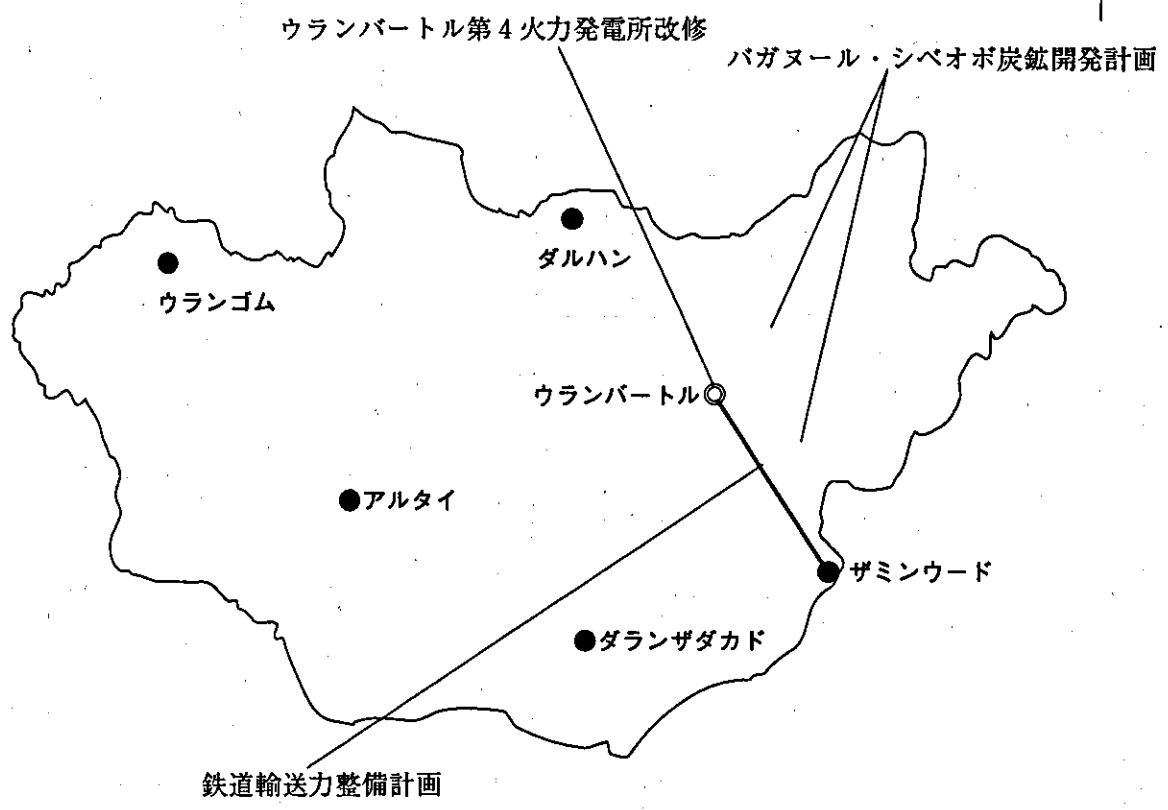 ウランバートル第4火力発電所改修
バガヌール・シベオボ炭鉱開発計画
ダルハン
ウランゴム
ウランバートル
アルタイ
ザミンウード
ダランザダカド
鉄道輸送力整備計画